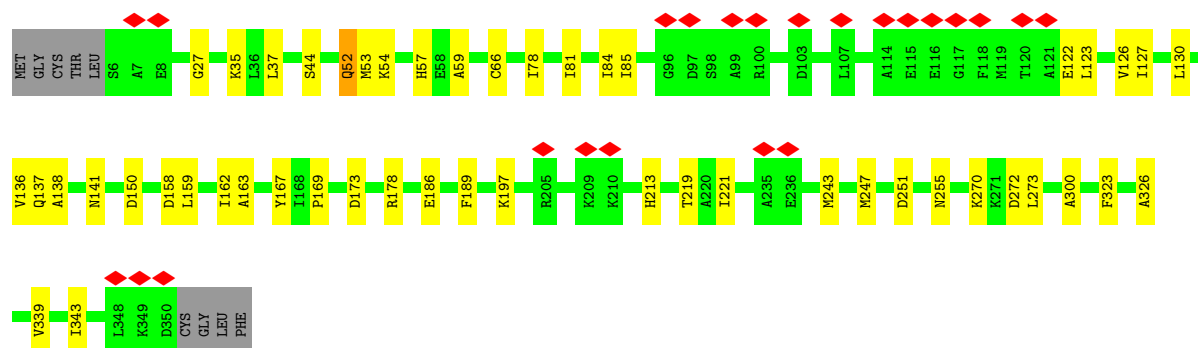 MET GLY CYS THR LEU S6 A7 E8 G27 K35 L36 L37 S44 Q52 M53 K54 H57 E58 A59 C66 I78 I81 I84 I85 G96 D97 S98 A99 R100 D103 L107 A114 E115 E116 G117 F118 M119 T120 A121 E122 L123 V126 I127 L130
V136 Q137 A138 N141 D150 D158 L159 I162 A163 Y167 I168 P169 D173 R178 E186 F189 K197 R205 K209 K210 H213 T219 A220 I221 A235 E236 M243 M247 D251 N255 K270 K271 D272 L273 A300 F323 A326
V339 I343 L348 K349 D350 CYS GLY LEU PHE